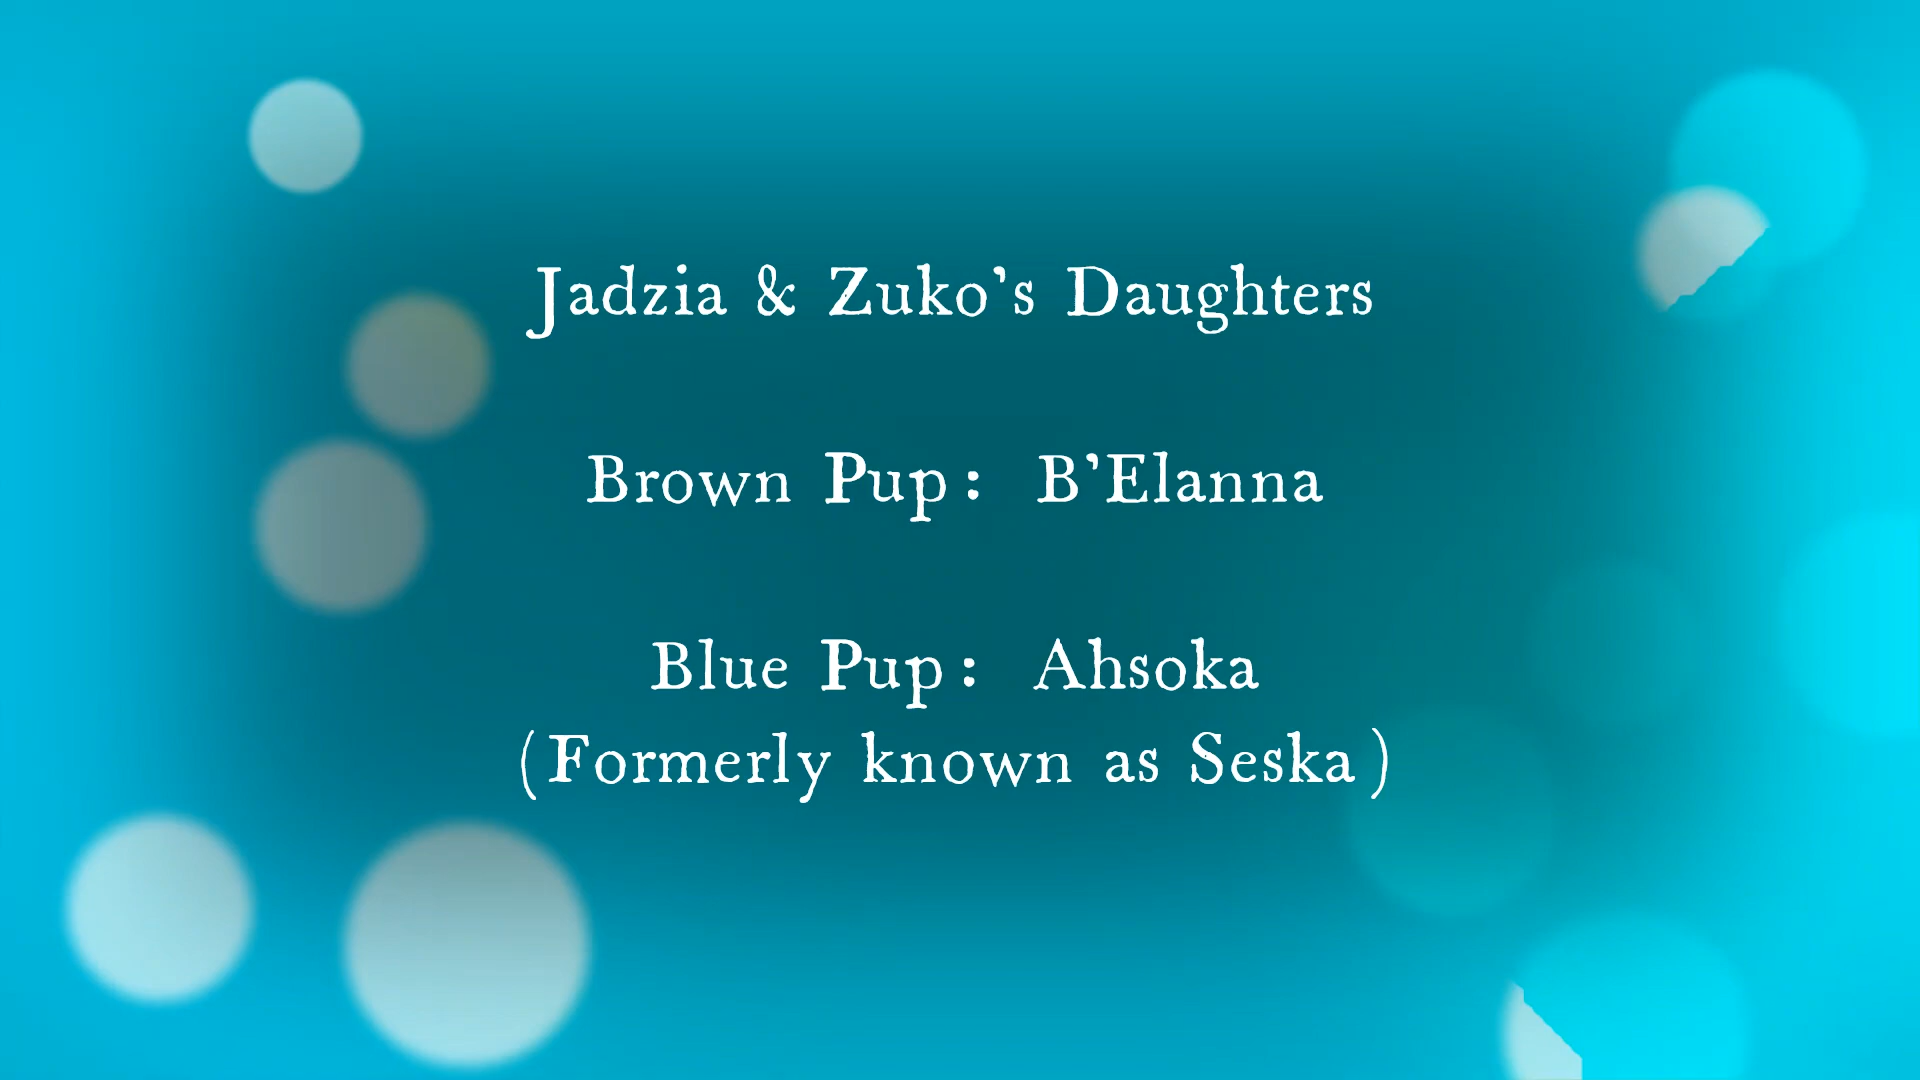 Jadzia & Zuko's Daughters
Brown Pup: B'Elanna
Blue Pup: Ahsoka
(Formerly known as Seska)